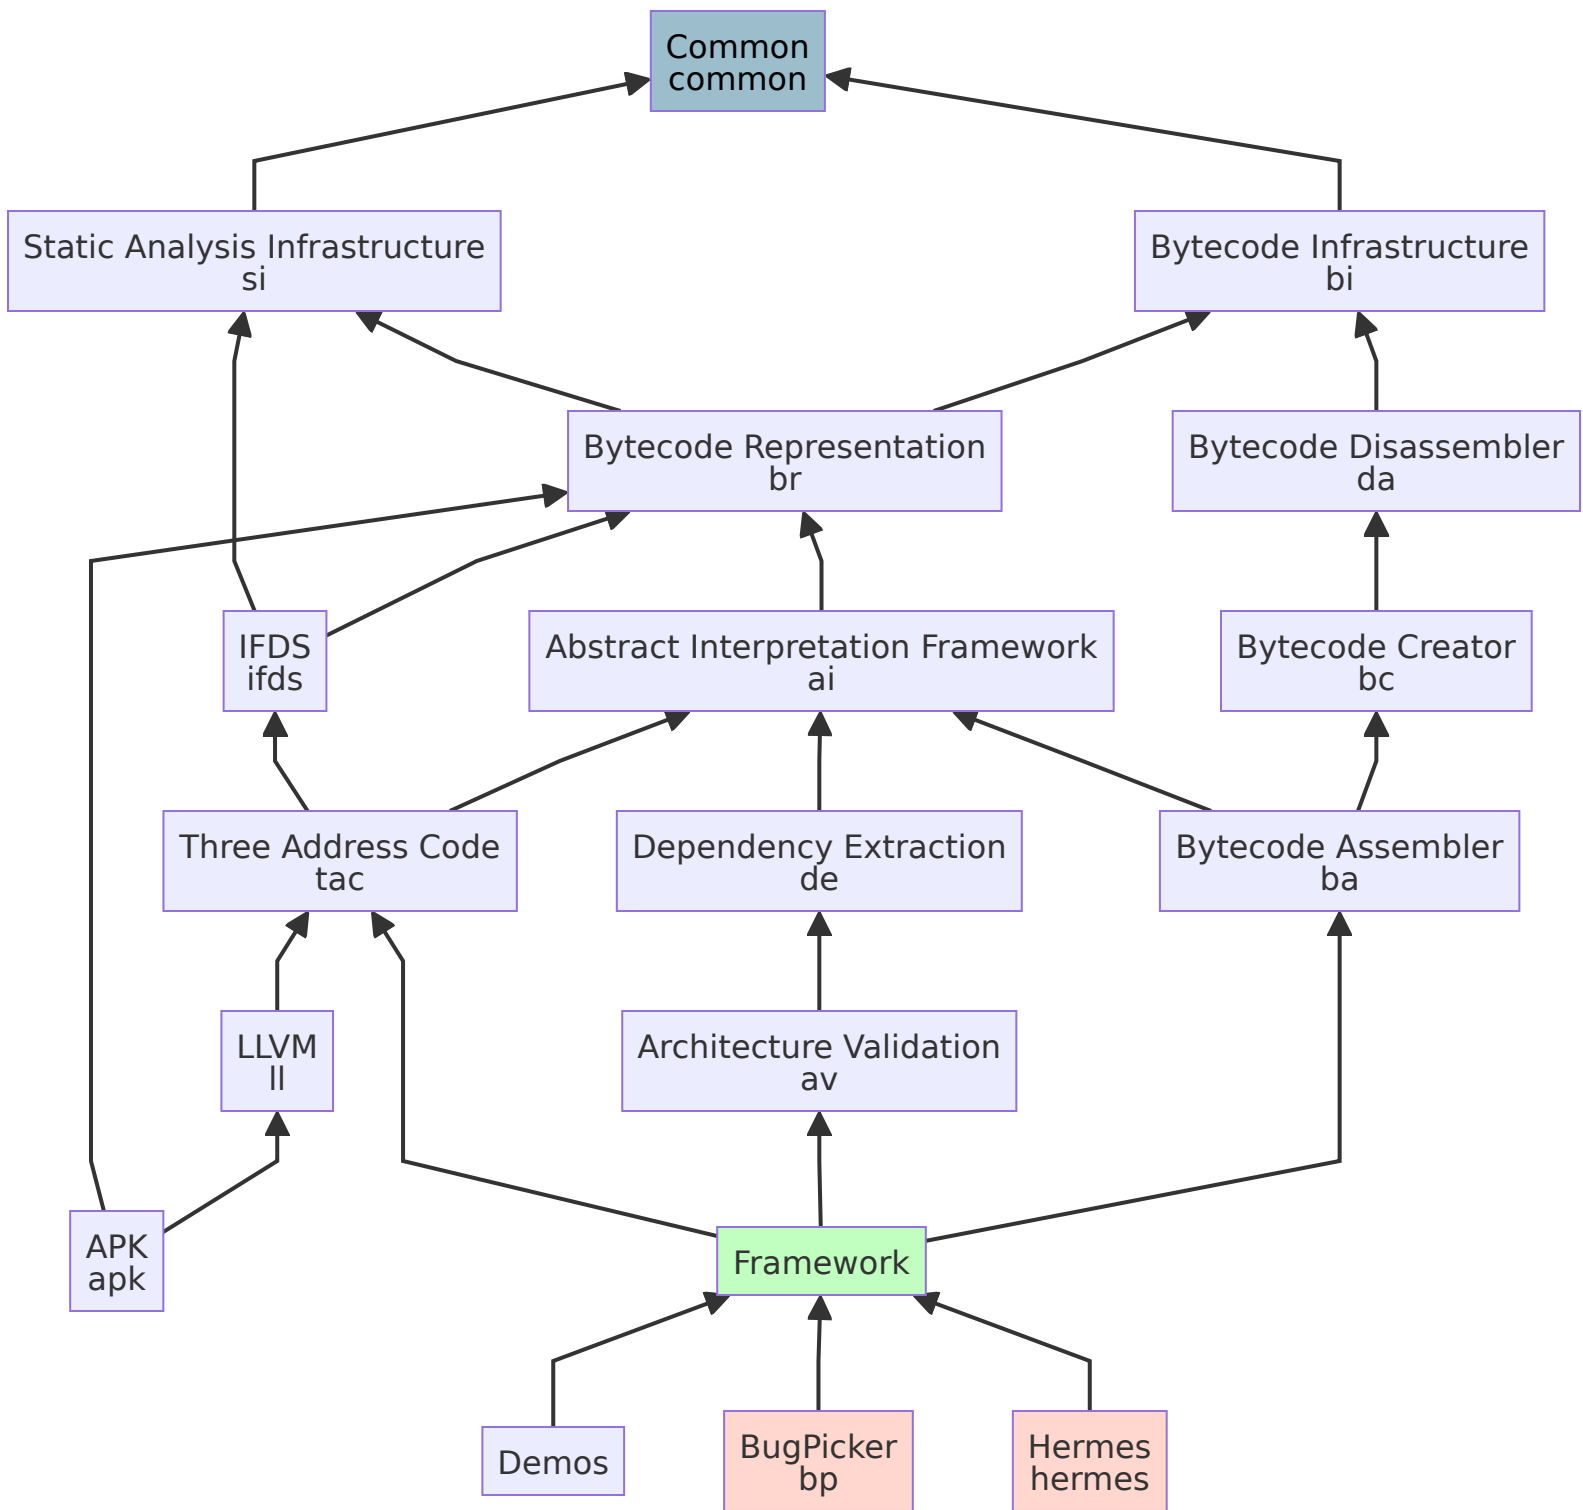 Common
common
Static Analysis Infrastructure
si
Bytecode Infrastructure
bi
Bytecode Representation
br
Bytecode Disassembler
da
IFDS
ifds
Abstract Interpretation Framework
ai
Bytecode Creator
bc
Three Address Code
tac
Dependency Extraction
de
Bytecode Assembler
ba
LLVM
ll
Architecture Validation
av
APK
apk
Framework
Demos
BugPicker
bp
Hermes
hermes